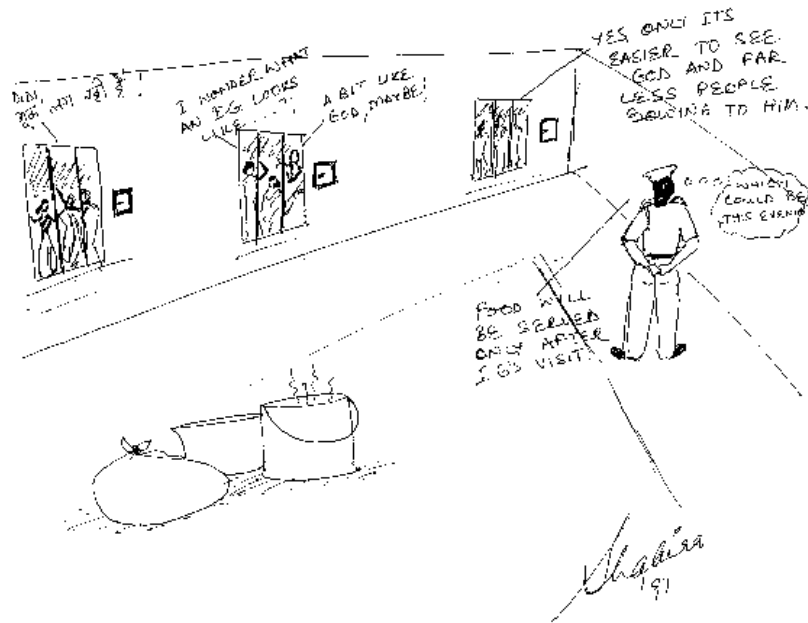 DIDI,
I WONDER WHAT
AN IG LOOKS
LIKE....?
A BIT LIKE
GOD, MAYBE!
YES, ONLY ITS
EASIER TO SEE
GOD AND FAR
LESS PEOPLE
TO HIM.
WHICH
COULD BE
THIS EVENING
FOOD WILL
BE SERVED
ONLY AFTER
I G'S VISIT.
'91